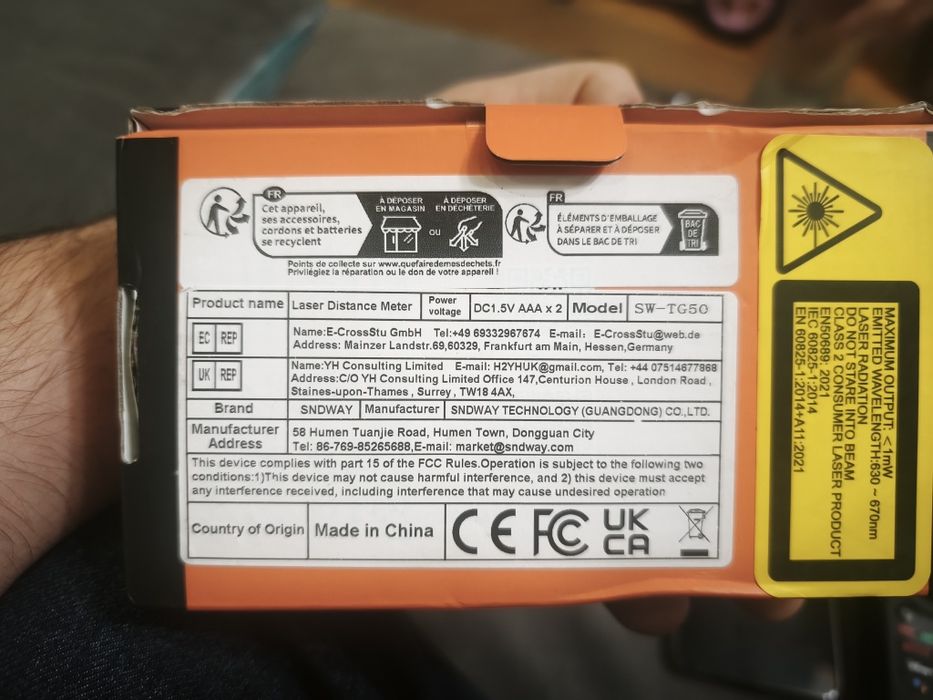 FR
Cet appareil,
ses accessoires,
cordons et batteries
se recyclent
À DÉPOSER
EN MAGASIN
OU
À DÉPOSER
EN DÉCHÈTERIE
Points de collecte sur www.quefairedemesdechets.fr
Privilégiez la réparation ou le don de votre appareil !
FR
ÉLÉMENTS D'EMBALLAGE
À SÉPARER ET À DÉPOSER
DANS LE BAC DE TRI
BAC
DE
TRI
Product name Laser Distance Meter Power voltage DC1.5V AAA x 2 Model SW-TG50
EC REP
Name:E-CrossStu GmbH Tel:+49 69332967674 E-mail: E-CrossStu@web.de
Address: Mainzer Landstr.69,60329, Frankfurt am Main, Hessen,Germany
UK REP
Name:YH Consulting Limited E-mail: H2YHUK@gmail.com, Tel: +44 07514677868
Address:C/O YH Consulting Limited Office 147,Centurion House , London Road ,
Staines-upon-Thames , Surrey , TW18 4AX,
Brand SNDWAY Manufacturer SNDWAY TECHNOLOGY (GUANGDONG) CO.,LTD.
Manufacturer
Address
58 Humen Tuanjie Road, Humen Town, Dongguan City
Tel: 86-769-85265688,E-mail: market@sndway.com
This device complies with part 15 of the FCC Rules.Operation is subject to the following two
conditions:1)This device may not cause harmful interference, and 2) this device must accept
any interference received, including interference that may cause undesired operation
Country of Origin Made in China CE FC UK
CA
MAXIMUM OUTPUT: <1mW
EMITTED WAVELENGTH:630 ~ 670nm
LASER RADIATION
DO NOT STARE INTO BEAM
CLASS 2 CONSUMER LASER PRODUCT
EN50689 :2021
IEC 60825-1:2014
EN 60825-1:2014+A11:2021